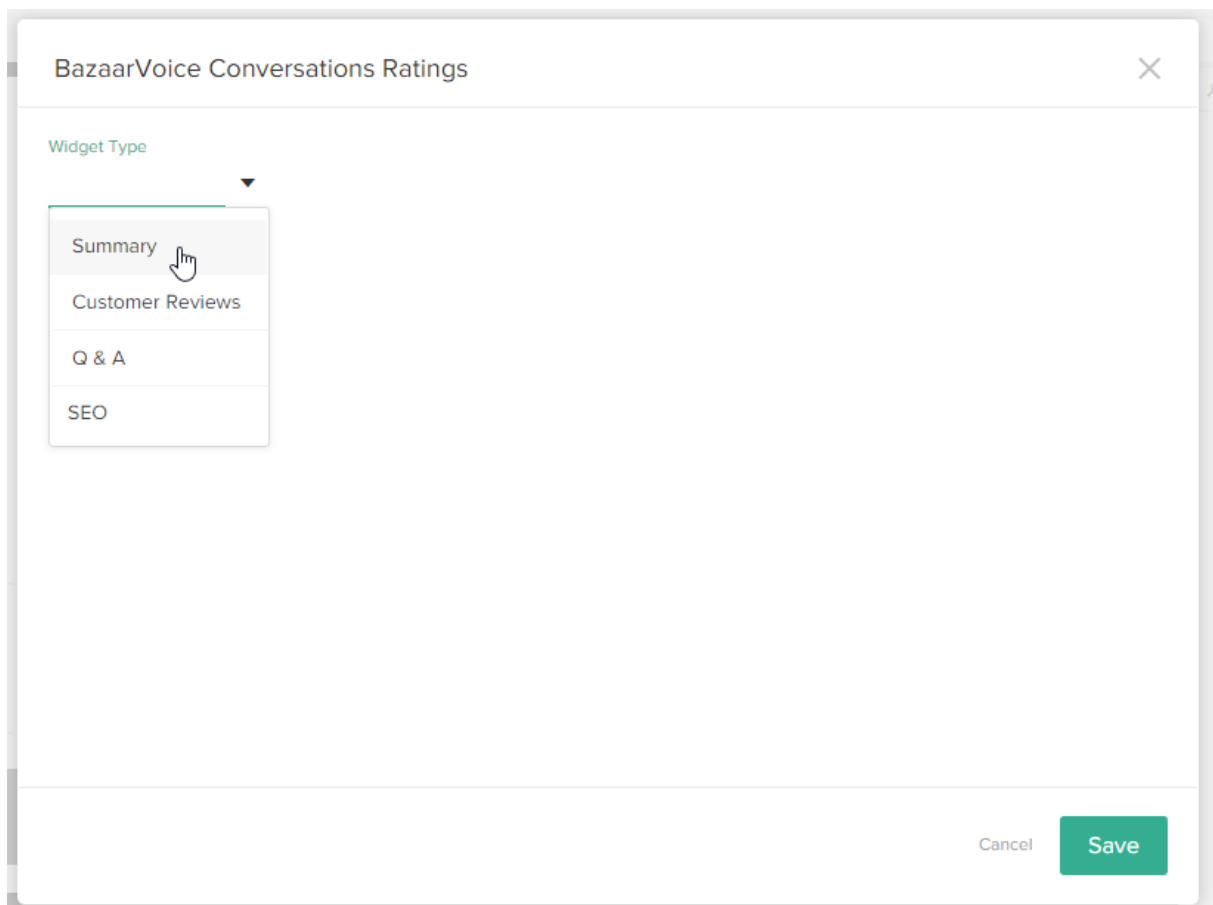 BazaarVoice Conversations Ratings
Widget Type
Summary
Customer Reviews
Q & A
SEO
Cancel
Save